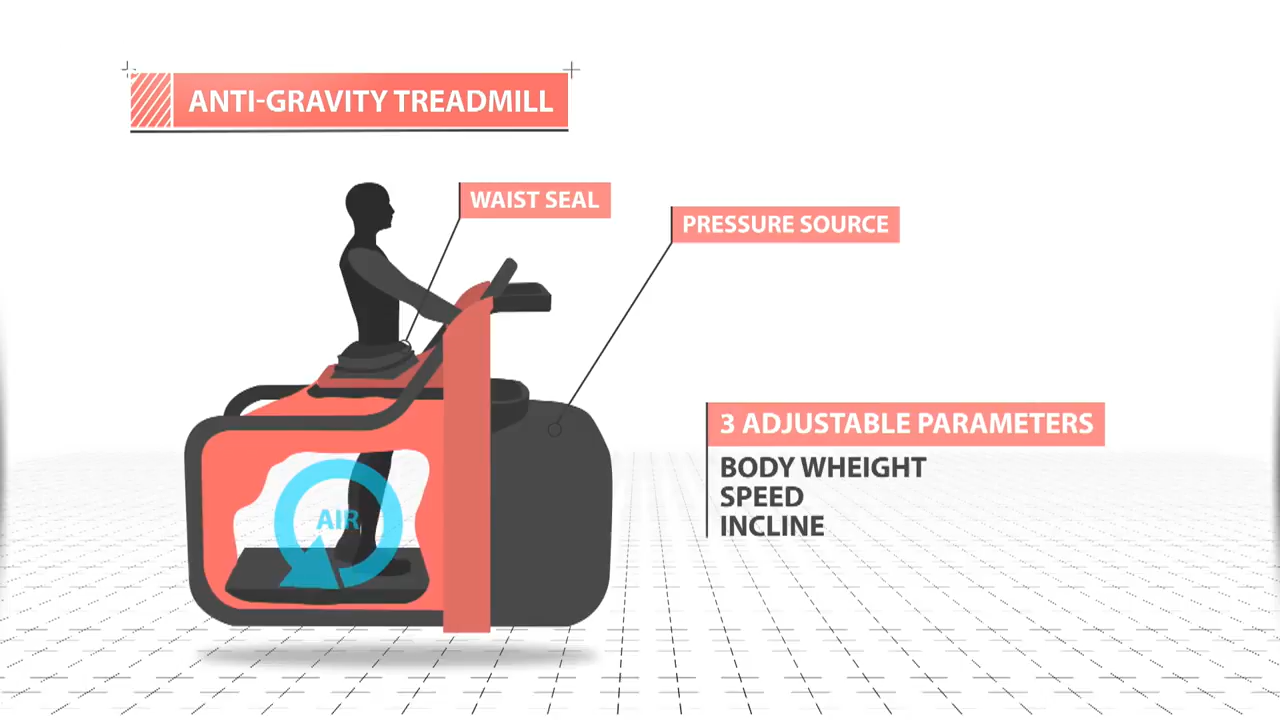 ANTI-GRAVITY TREADMILL
WAIST SEAL
PRESSURE SOURCE
3 ADJUSTABLE PARAMETERS
BODY WHEIGHT
SPEED
INCLINE
AIR